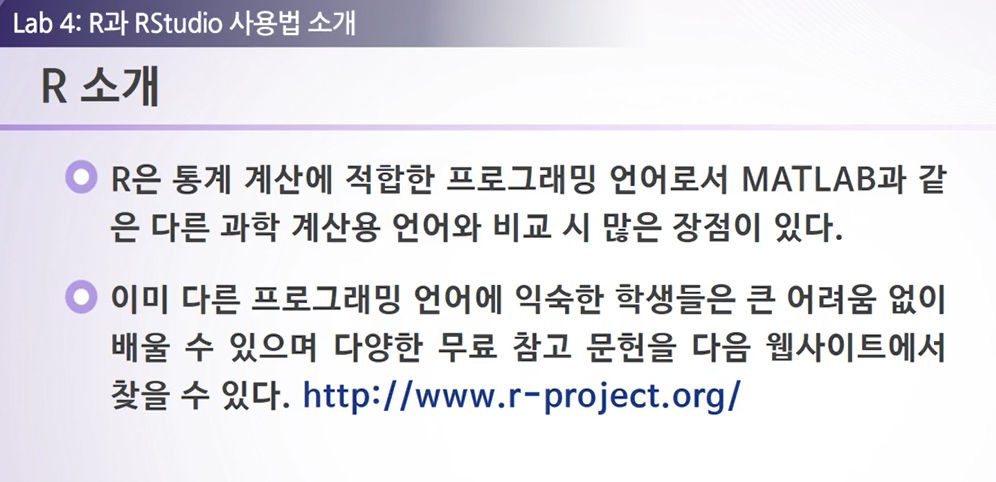 Lab 4: R과 RStudio 사용법 소개
R 소개
R은 통계 계산에 적합한 프로그래밍 언어로서 MATLAB과 같
은 다른 과학 계산용 언어와 비교 시 많은 장점이 있다.
이미 다른 프로그래밍 언어에 익숙한 학생들은 큰 어려움 없이
배울 수 있으며 다양한 무료 참고 문헌을 다음 웹사이트에서
찾을 수 있다. http://www.r-project.org/